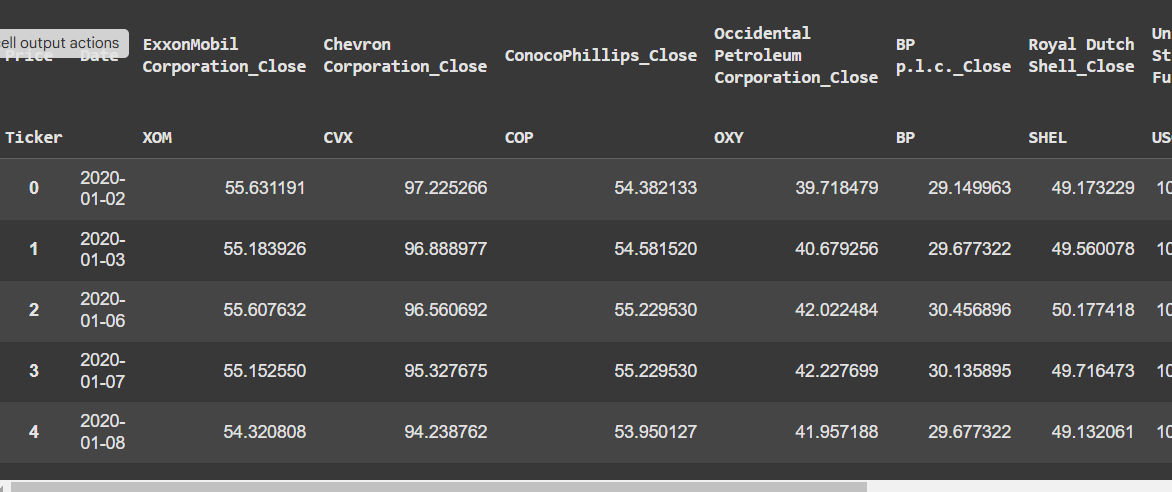 ell output actions
Price Date
ExxonMobil
Corporation_Close
Chevron
Corporation_Close
ConocoPhillips_Close
Occidental
Petroleum
Corporation_Close
BP
p.l.c._Close
Royal Dutch
Shell_Close
Un
St
Fu
Ticker XOM CVX COP OXY BP SHEL US
0 2020-
01-02 55.631191 97.225266 54.382133 39.718479 29.149963 49.173229 10
1 2020-
01-03 55.183926 96.888977 54.581520 40.679256 29.677322 49.560078 10
2 2020-
01-06 55.607632 96.560692 55.229530 42.022484 30.456896 50.177418 10
3 2020-
01-07 55.152550 95.327675 55.229530 42.227699 30.135895 49.716473 10
4 2020-
01-08 54.320808 94.238762 53.950127 41.957188 29.677322 49.132061 10